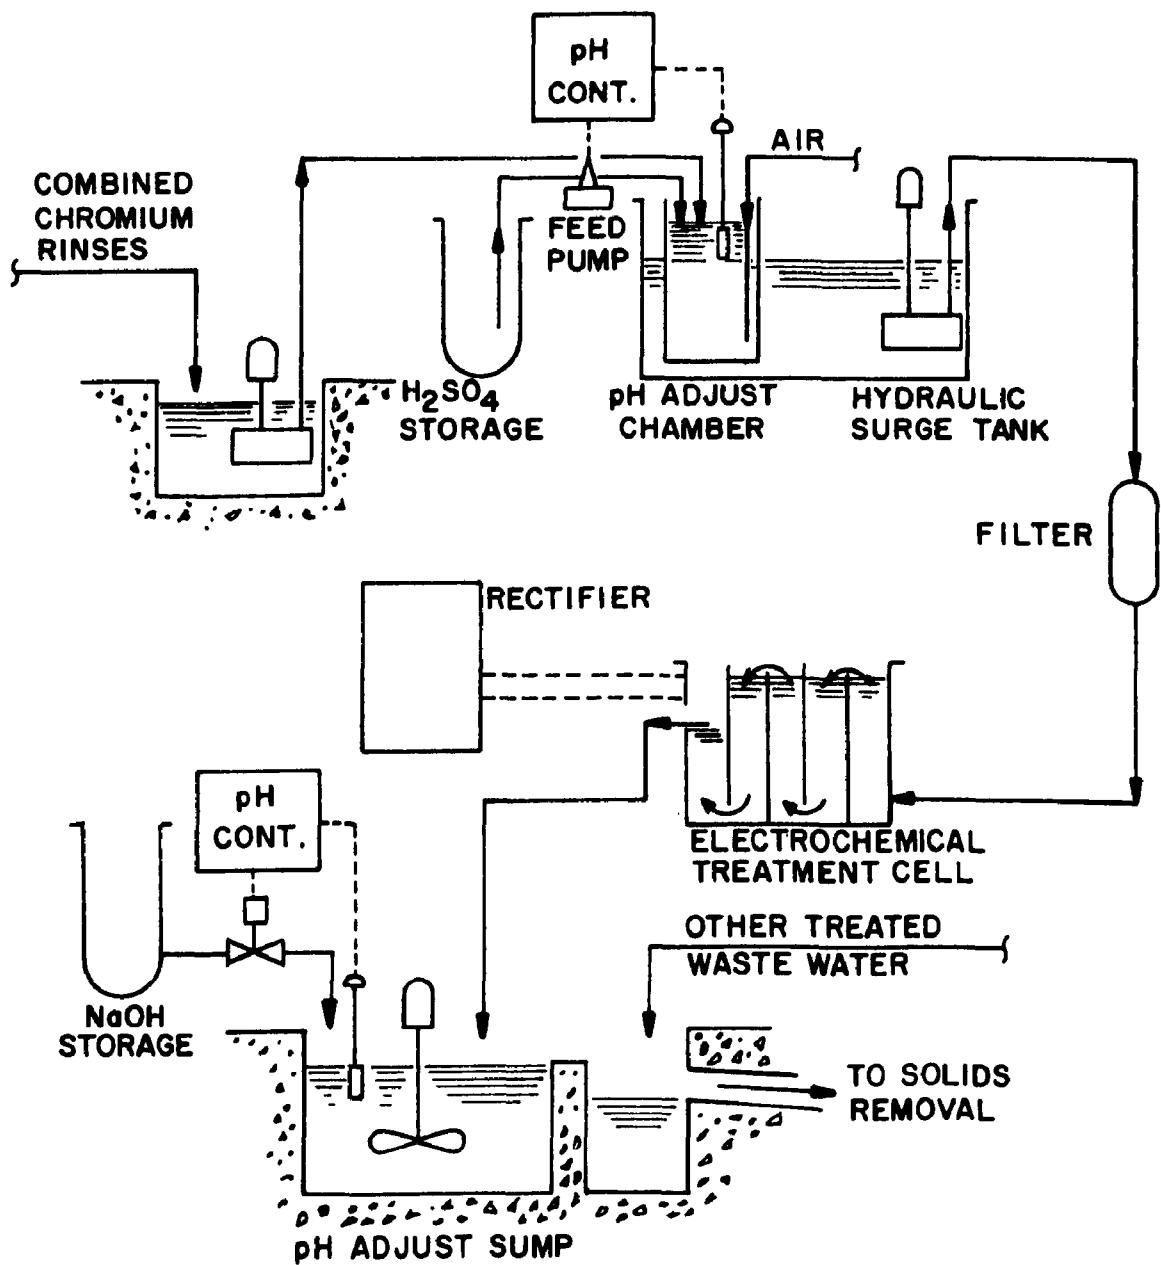 pH
CONT.
AIR
COMBINED
CHROMIUM
RINSES
FEED
PUMP
H₂SO₄
STORAGE
pH ADJUST
CHAMBER
HYDRAULIC
SURGE TANK
FILTER
RECTIFIER
pH
CONT.
ELECTROCHEMICAL
TREATMENT CELL
OTHER TREATED
WASTE WATER
NaOH
STORAGE
TO SOLIDS
REMOVAL
pH ADJUST SUMP